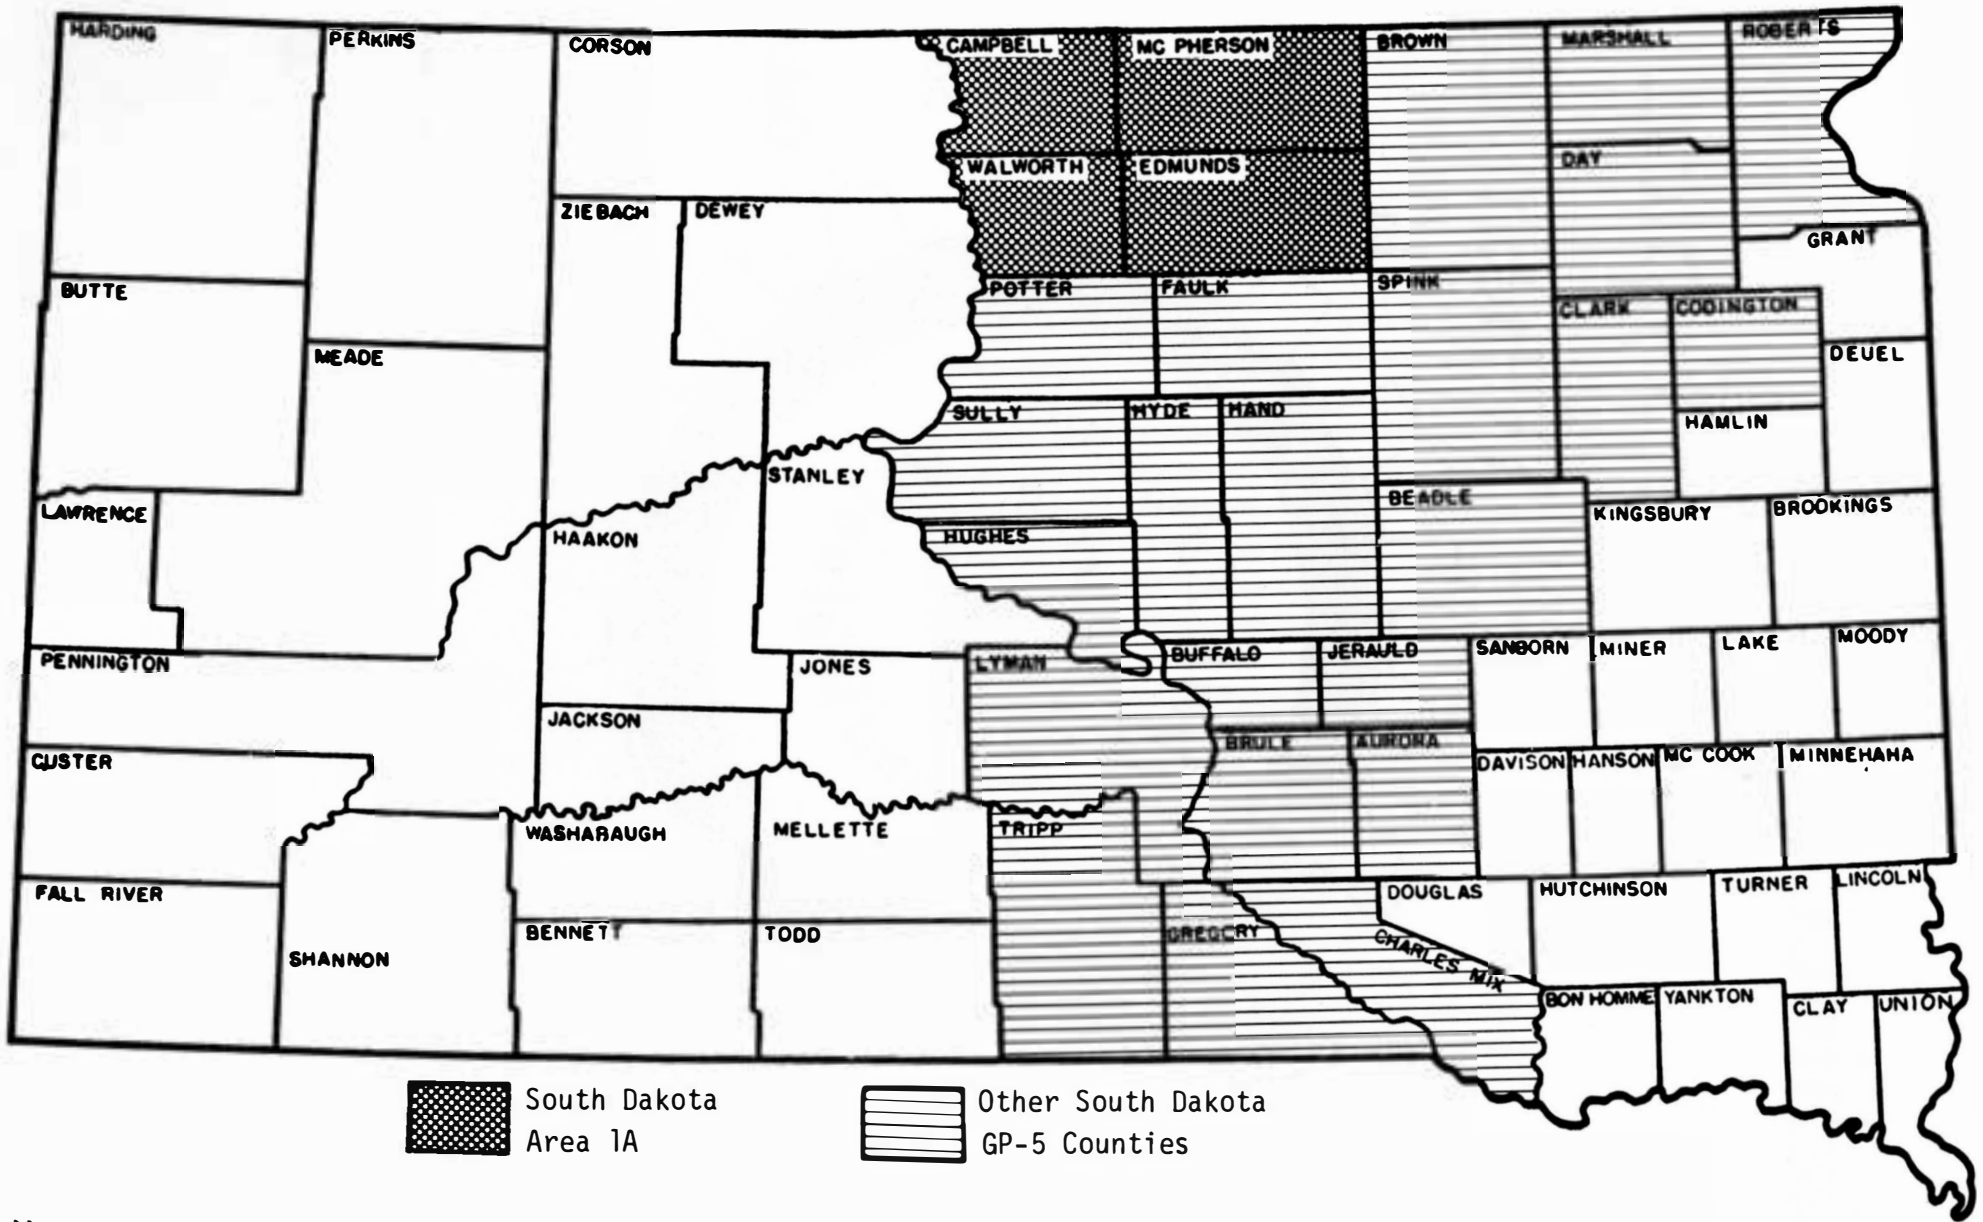 HARDING
PERKINS
CORSON
CAMPBELL
MC PHERSON
BROWN
MARSHALL
ROBERTS
WALWORTH
EDMUNDS
DAY
ZIEBACH
DEWEY
GRANT
BUTTE
POTTER
FAULK
SPINK
CLARK
CODINGTON
MEADE
DEUEL
SULLY
HYDE
HAND
HAMLIN
STANLEY
LAWRENCE
BEADLE
KINGSBURY
BROOKINGS
HAAKON
HUGHES
PENNINGTON
JONES
LYMAN
BUFFALO
JERAULD
SANBORN
MINER
LAKE
MOODY
JACKSON
CUSTER
BRULE
AURORA
DAVISON
HANSON
MC COOK
MINNEHAHA
WASHABAUGH
MELLETTE
TRIPP
FALL RIVER
DOUGLAS
HUTCHINSON
TURNER
LINCOLN
SHANNON
BENNETT
TODD
GREGORY
CHARLES MIX
BON HOMME
YANKTON
CLAY
UNION
South Dakota
Area 1A
Other South Dakota
GP-5 Counties